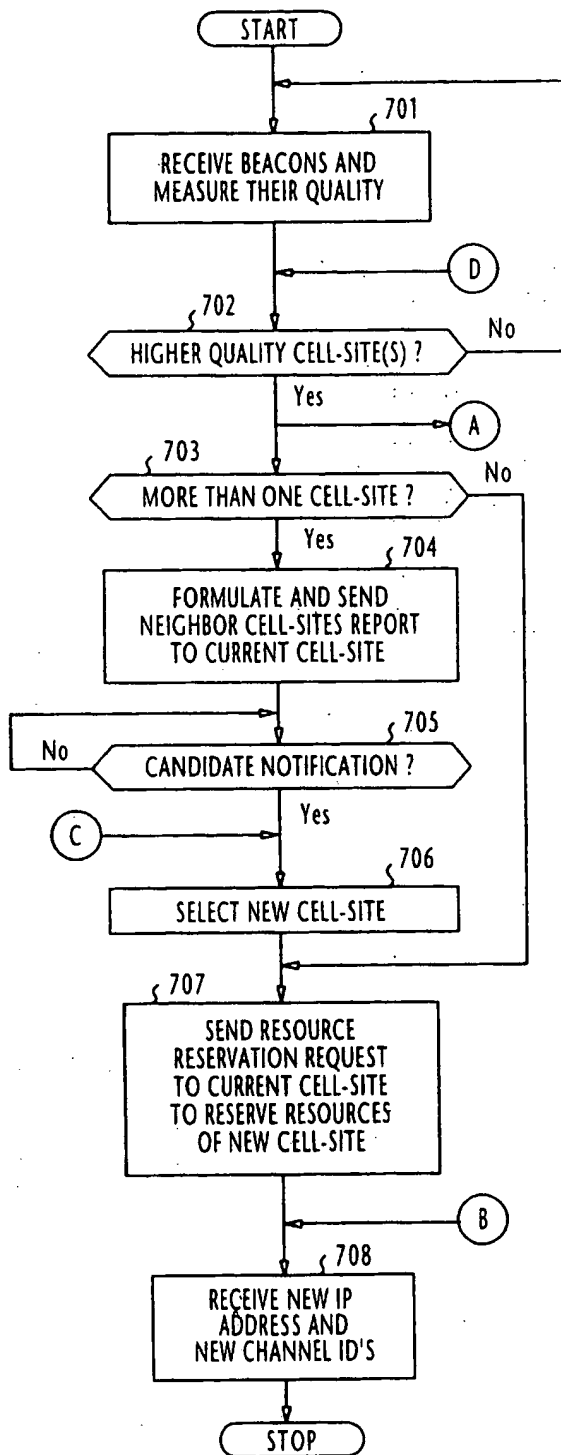 START
701
RECEIVE BEACONS AND
MEASURE THEIR QUALITY
D
702
HIGHER QUALITY CELL-SITE(S) ?
No
Yes
A
703
MORE THAN ONE CELL-SITE ?
No
Yes
704
FORMULATE AND SEND
NEIGHBOR CELL-SITES REPORT
TO CURRENT CELL-SITE
705
No
CANDIDATE NOTIFICATION ?
Yes
C
706
SELECT NEW CELL-SITE
707
SEND RESOURCE
RESERVATION REQUEST
TO CURRENT CELL-SITE
TO RESERVE RESOURCES
OF NEW CELL-SITE
B
708
RECEIVE NEW IP
ADDRESS AND
NEW CHANNEL ID'S
STOP